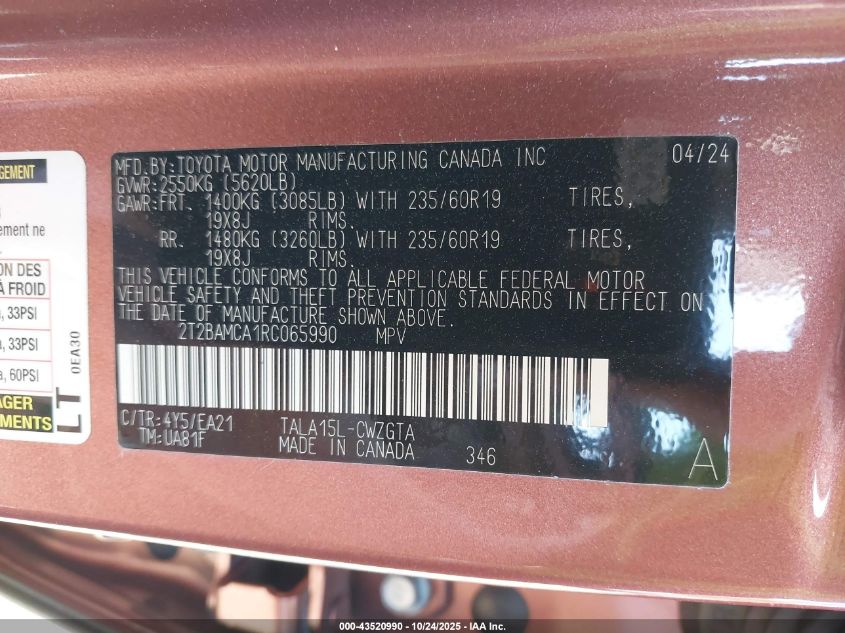 MFD.BY:TOYOTA MOTOR MANUFACTURING CANADA INC 04/24
GVWR:2550KG (5620LB)
GAWR:FRT. 1400KG (3085LB) WITH 235/60R19 TIRES,
19X8J RIMS.
RR. 1480KG (3260LB) WITH 235/60R19 TIRES,
19X8J RIMS.
THIS VEHICLE CONFORMS TO ALL APPLICABLE FEDERAL MOTOR
VEHICLE SAFETY AND THEFT PREVENTION STANDARDS IN EFFECT ON
THE DATE OF MANUFACTURE SHOWN ABOVE.
2T2BAMCA1RC065990 MPV
C/TR:4Y5/EA21 TALA15L-CWZGTA
TM:UA81F MADE IN CANADA 346
A
GEMENT
urement ne
ON DES
À FROID
, 33PSI
a, 33PSI
a, 60PSI
AGER
MENTS
LT
0EA30
000-43520990 - 10/24/2025 - IAA Inc.